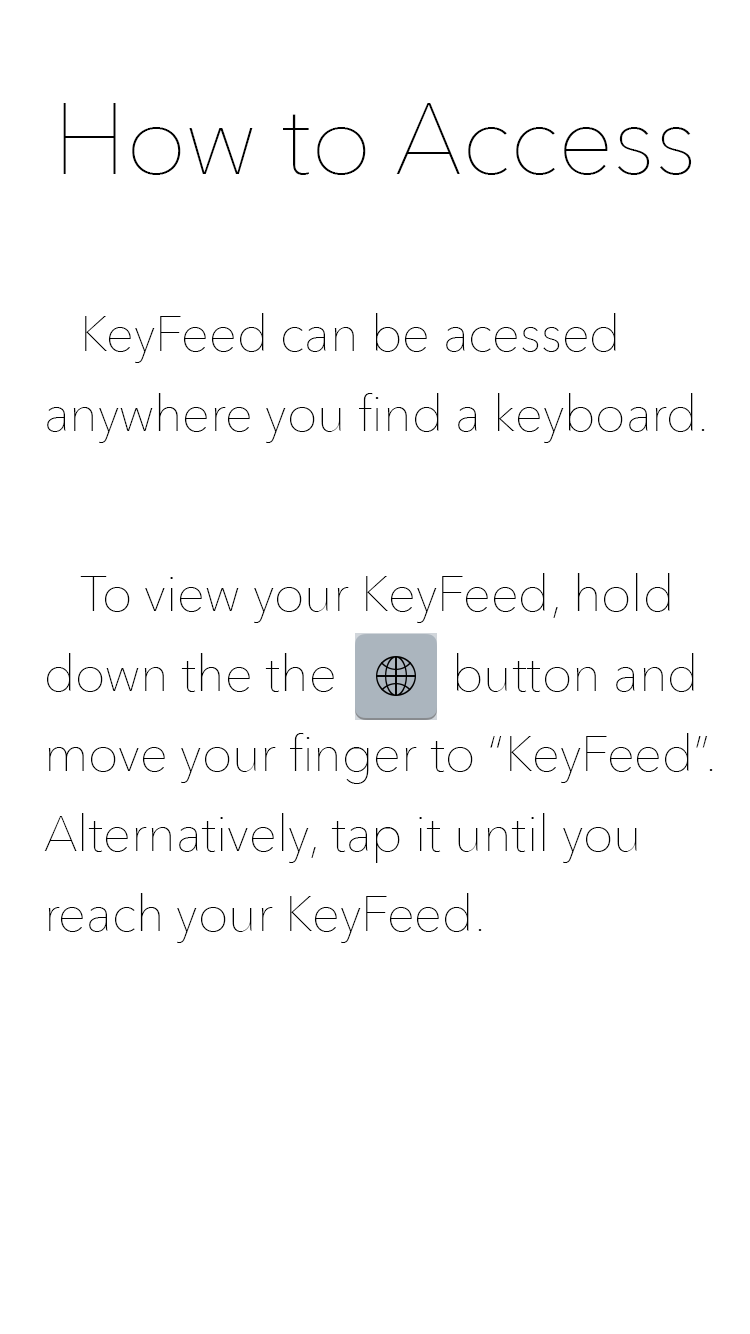 How to Access
KeyFeed can be acessed
anywhere you find a keyboard.
To view your KeyFeed, hold
down the the button and
move your finger to “KeyFeed”.
Alternatively, tap it until you
reach your KeyFeed.